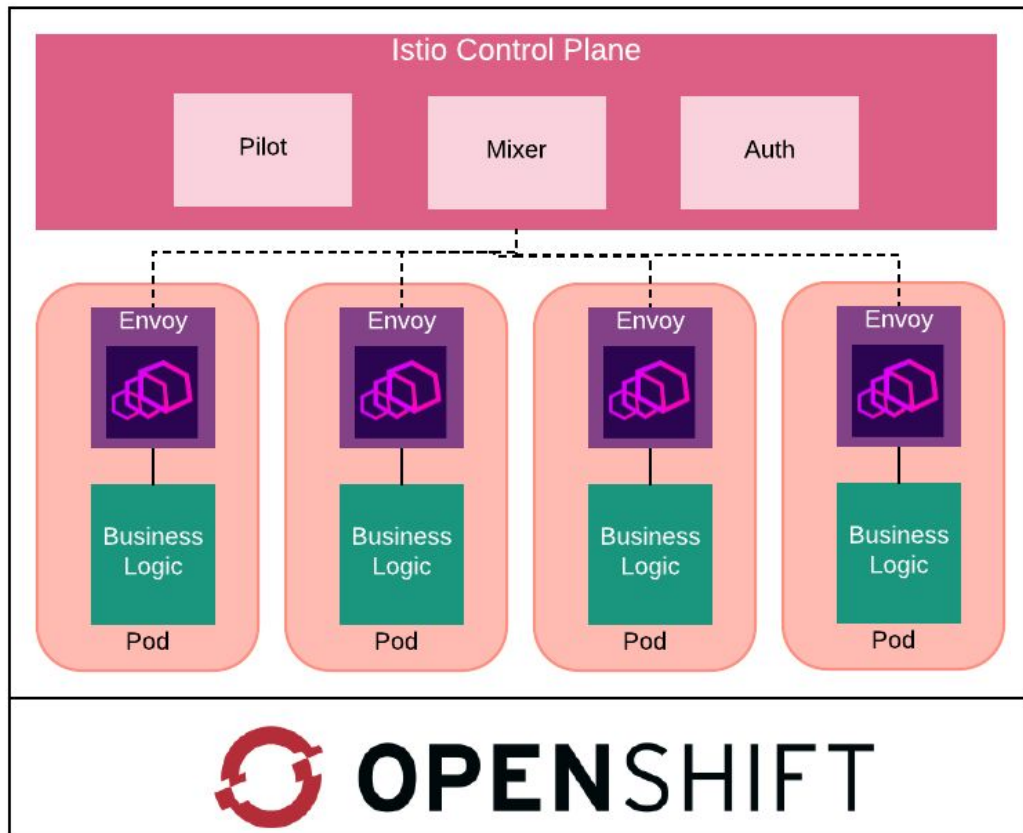 Istio Control Plane
Pilot
Mixer
Auth
Envoy
Envoy
Envoy
Envoy
Business
Logic
Business
Logic
Business
Logic
Business
Logic
Pod
Pod
Pod
Pod
OPENSHIFT